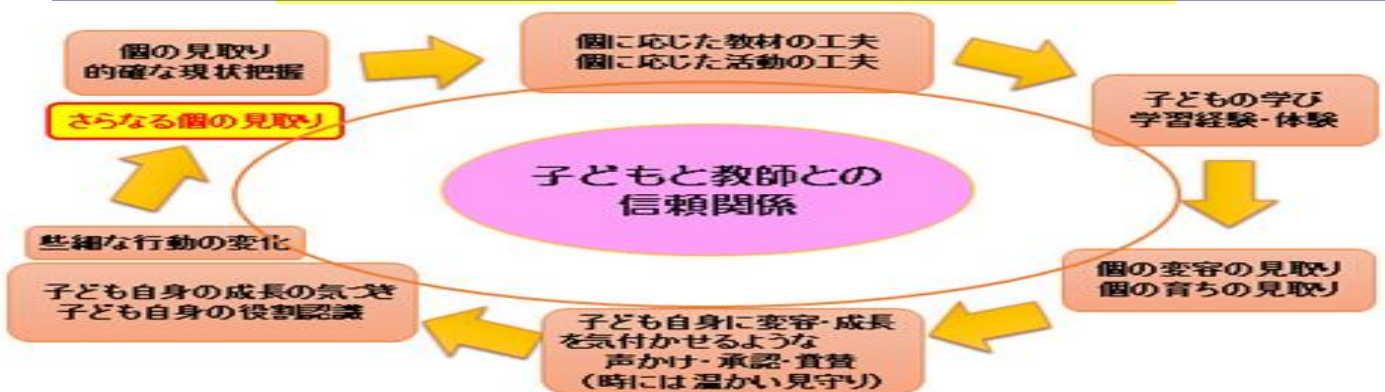 個の見取り
的確な現状把握
さらなる個の見取り
個に応じた教材の工夫
個に応じた活動の工夫
子どもの学び
学習経験・体験
子どもと教師との
信頼関係
個の変容の見取り
個の育ちの見取り
子ども自身に変容・成長
を気付かせるような
声かけ・承認・賞賛
(時には温かい見守り)
些細な行動の変化
子ども自身の成長の気づき
子ども自身の役割認識